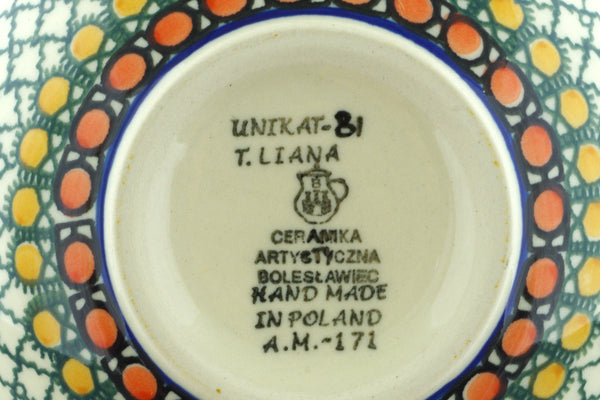 UNIKAT-81
T. LIANA
B
CERAMIKA
ARTYSTYCZNA
BOLESŁAWIEC
HAND MADE
IN POLAND
A.M.-171